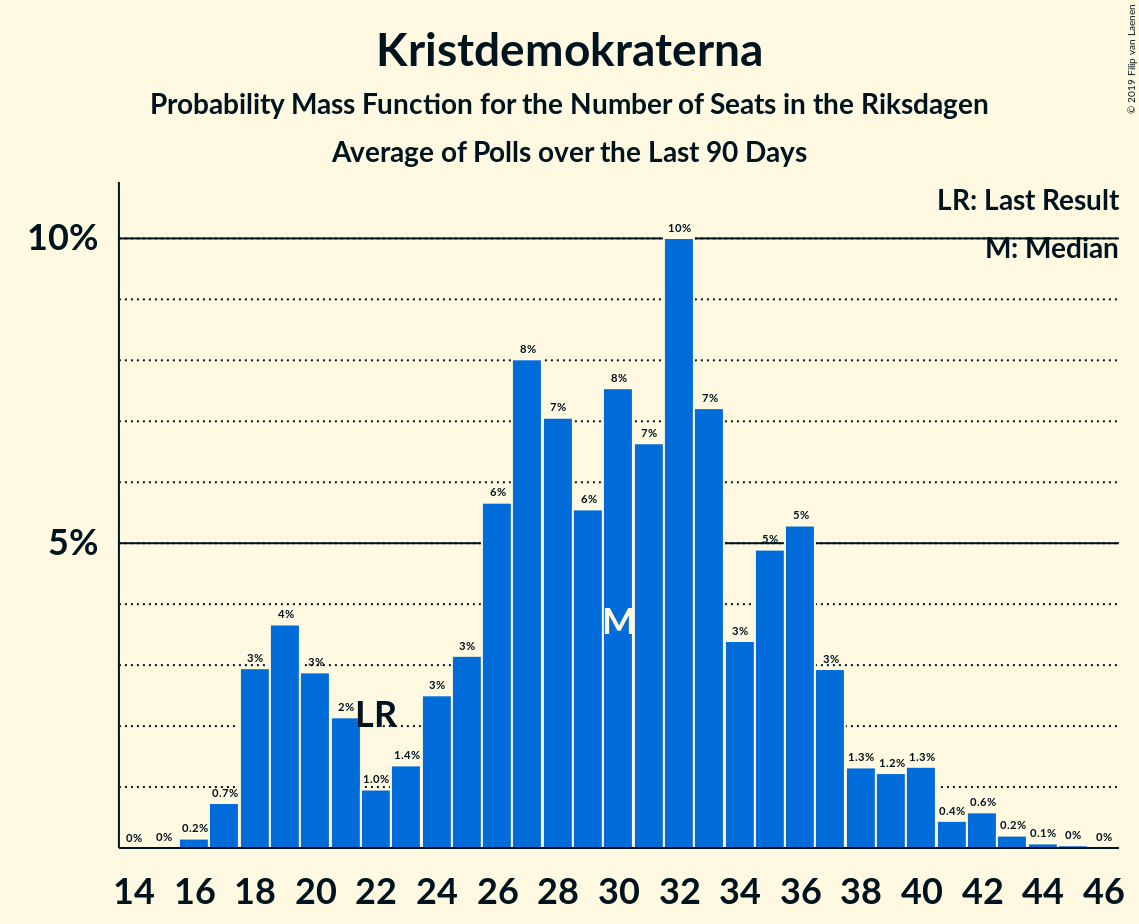 Kristdemokraterna
Probability Mass Function for the Number of Seats in the Riksdagen
Average of Polls over the Last 90 Days
© 2019 Filip van Laenen
LR: Last Result
M: Median
10%
5%
0% 0% 0.2% 0.7% 3% 4% 3% 2% 1.0% 1.4% 3% 3% 6% 8% 7% 6% 8% 7% 10% 7% 3% 5% 5% 3% 1.3% 1.2% 1.3% 0.4% 0.6% 0.2% 0.1% 0% 0%
LR
M
14 16 18 20 22 24 26 28 30 32 34 36 38 40 42 44 46